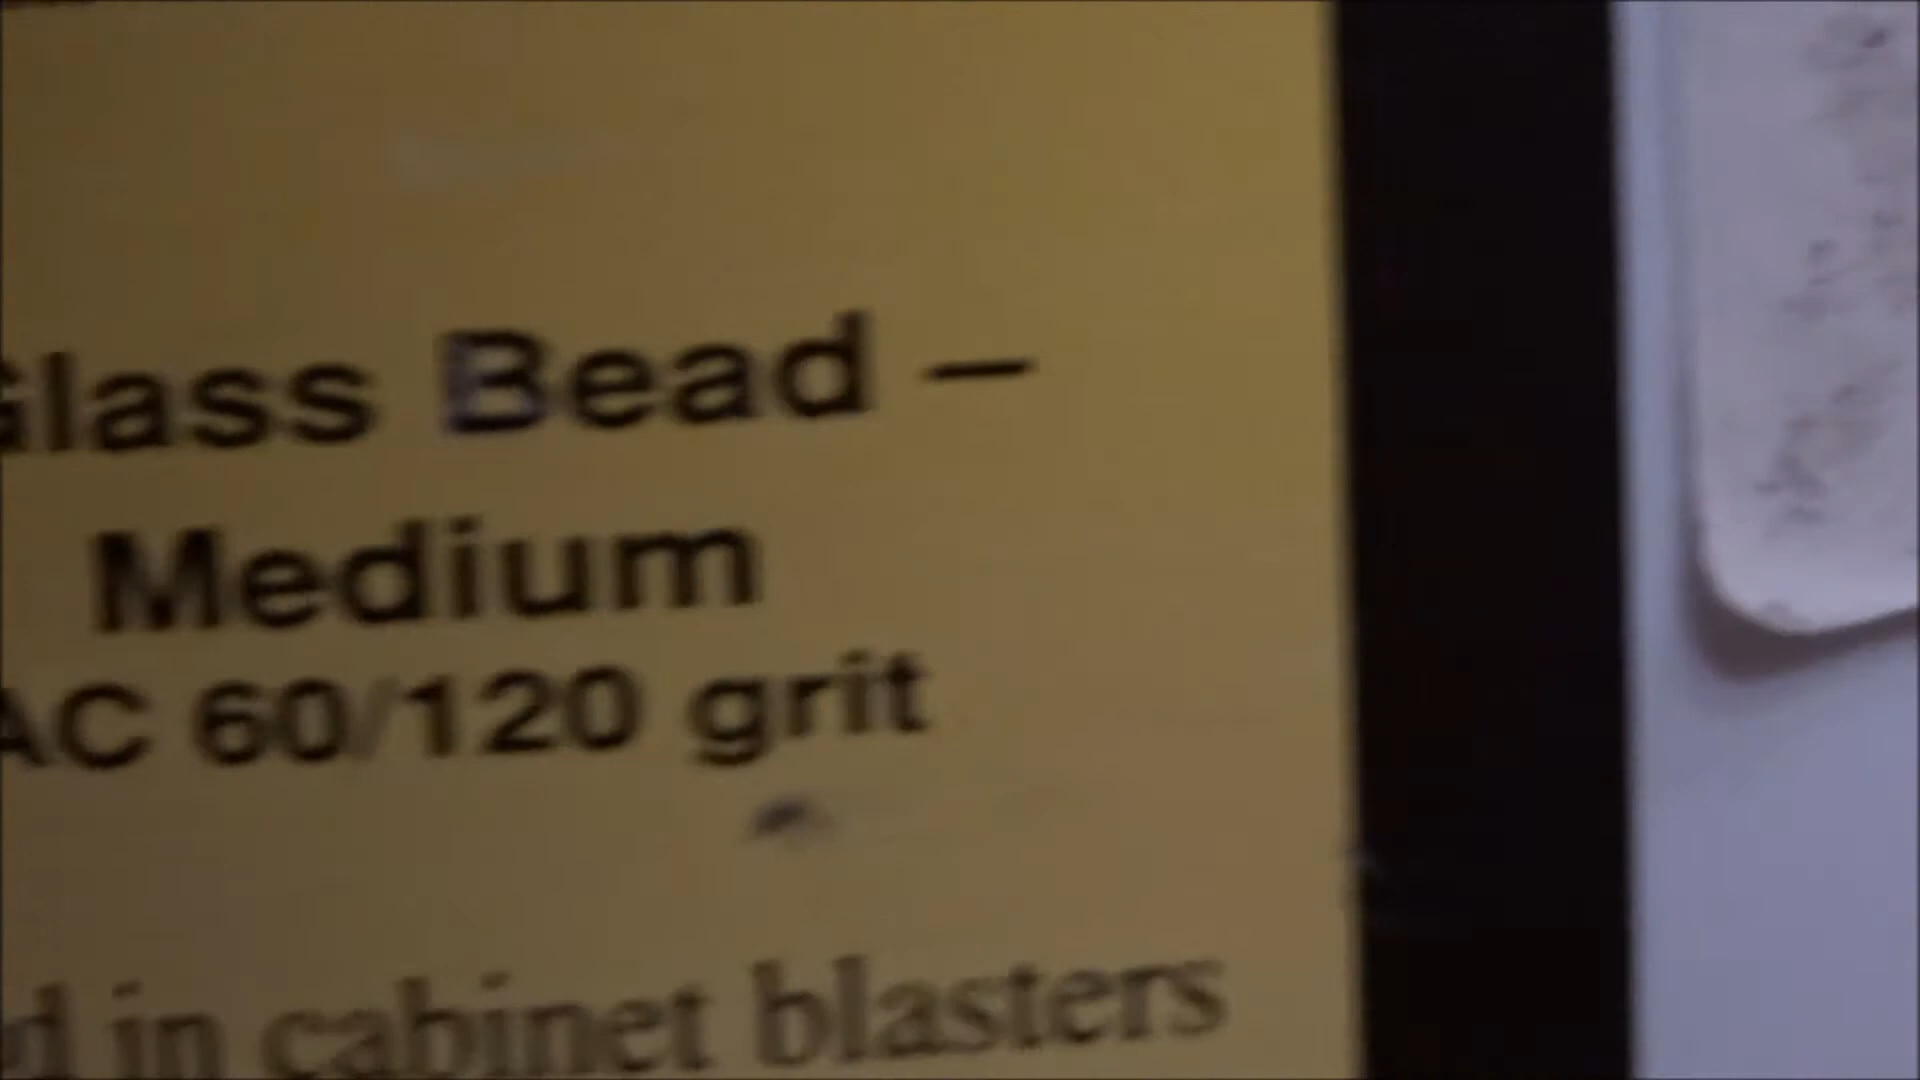 Glass Bead –
Medium
AC 60/120 grit
d in cabinet blasters